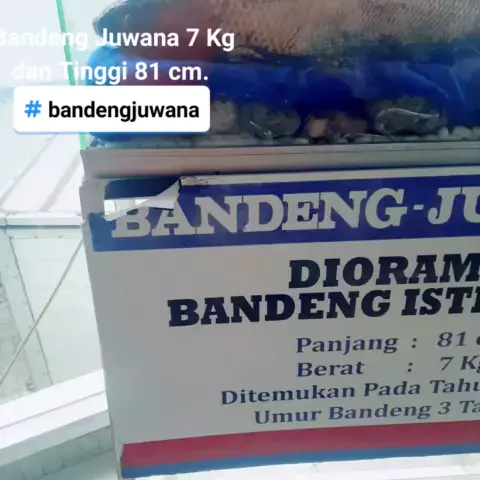 Bandeng Juwana 7 Kg
dan Tinggi 81 cm.
# bandengjuwana
BANDENG-JU
DIORAM
BANDENG IST
Panjang : 81 c
Berat : 7 Kg
Ditemukan Pada Tahu
Umur Bandeng 3 Ta